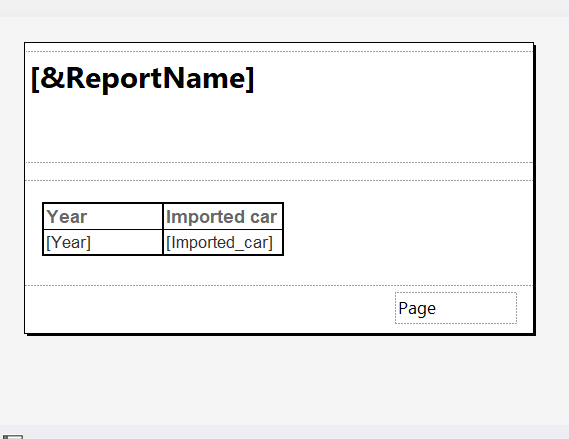 [&ReportName]
Year Imported car
[Year] [Imported_car]
Page